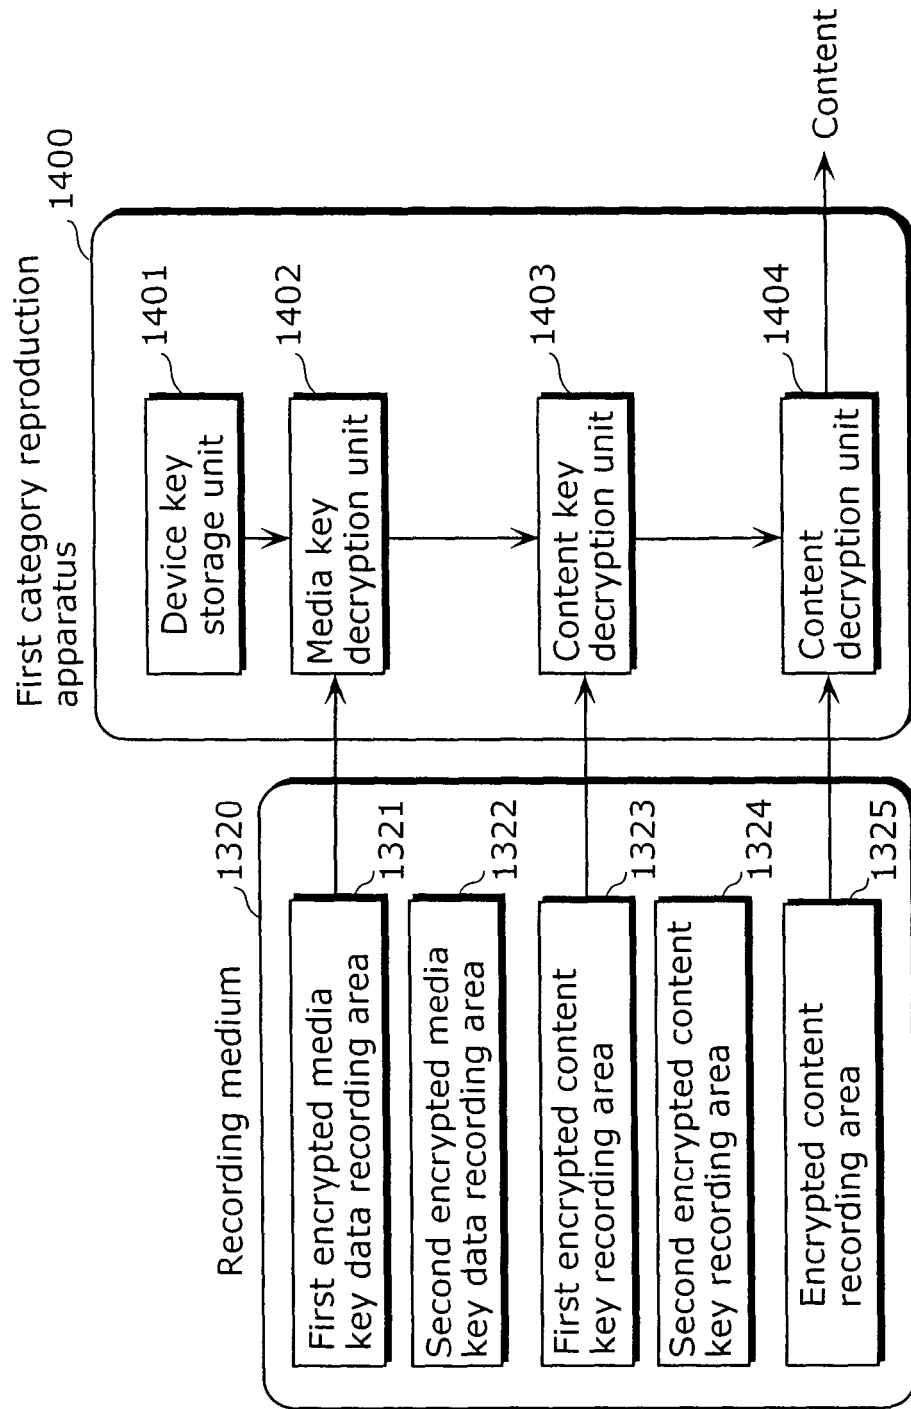 First category reproduction
apparatus
1400
Recording medium
1320
Device key
storage unit
1401
First encrypted media
key data recording area
1321
Media key
decryption unit
1402
Second encrypted media
key data recording area
1322
First encrypted content
key recording area
1323
Content key
decryption unit
1403
Second encrypted content
key recording area
1324
Encrypted content
recording area
1325
Content
decryption unit
1404
Content